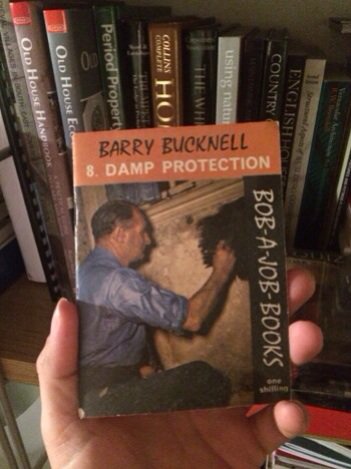 OLD HOUSE HANDBOOK
OLD HOUSE ECO
Period Property
COLLINS
COMPLETE
HO
THE WH
using natu
COUNTRY
ENGLISH
BARRY BUCKNELL
8. DAMP PROTECTION
BOB-A-JOB-BOOKS
one
shilling